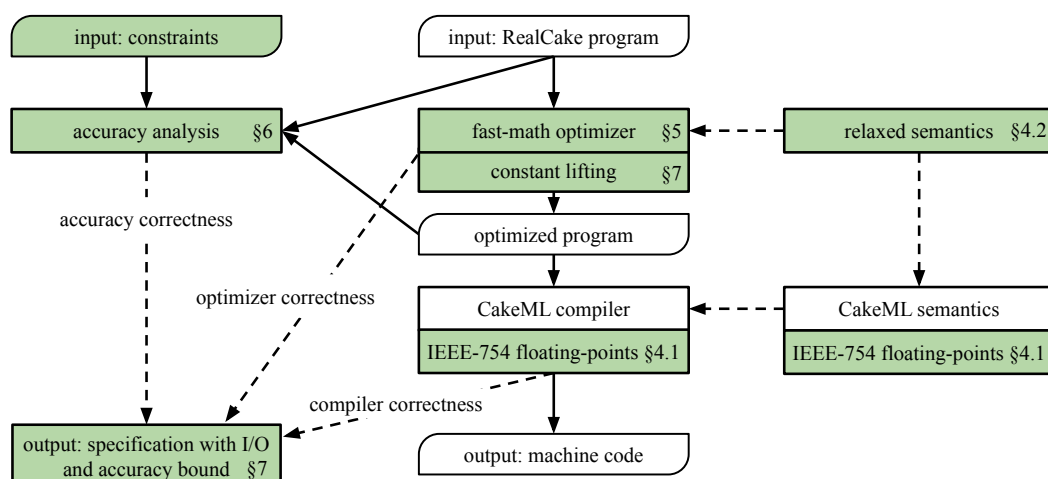 input: constraints
input: RealCake program
accuracy analysis §6
fast-math optimizer §5
relaxed semantics §4.2
constant lifting §7
accuracy correctness
optimized program
optimizer correctness
CakeML compiler
CakeML semantics
IEEE-754 floating-points §4.1
IEEE-754 floating-points §4.1
compiler correctness
output: specification with I/O
and accuracy bound §7
output: machine code